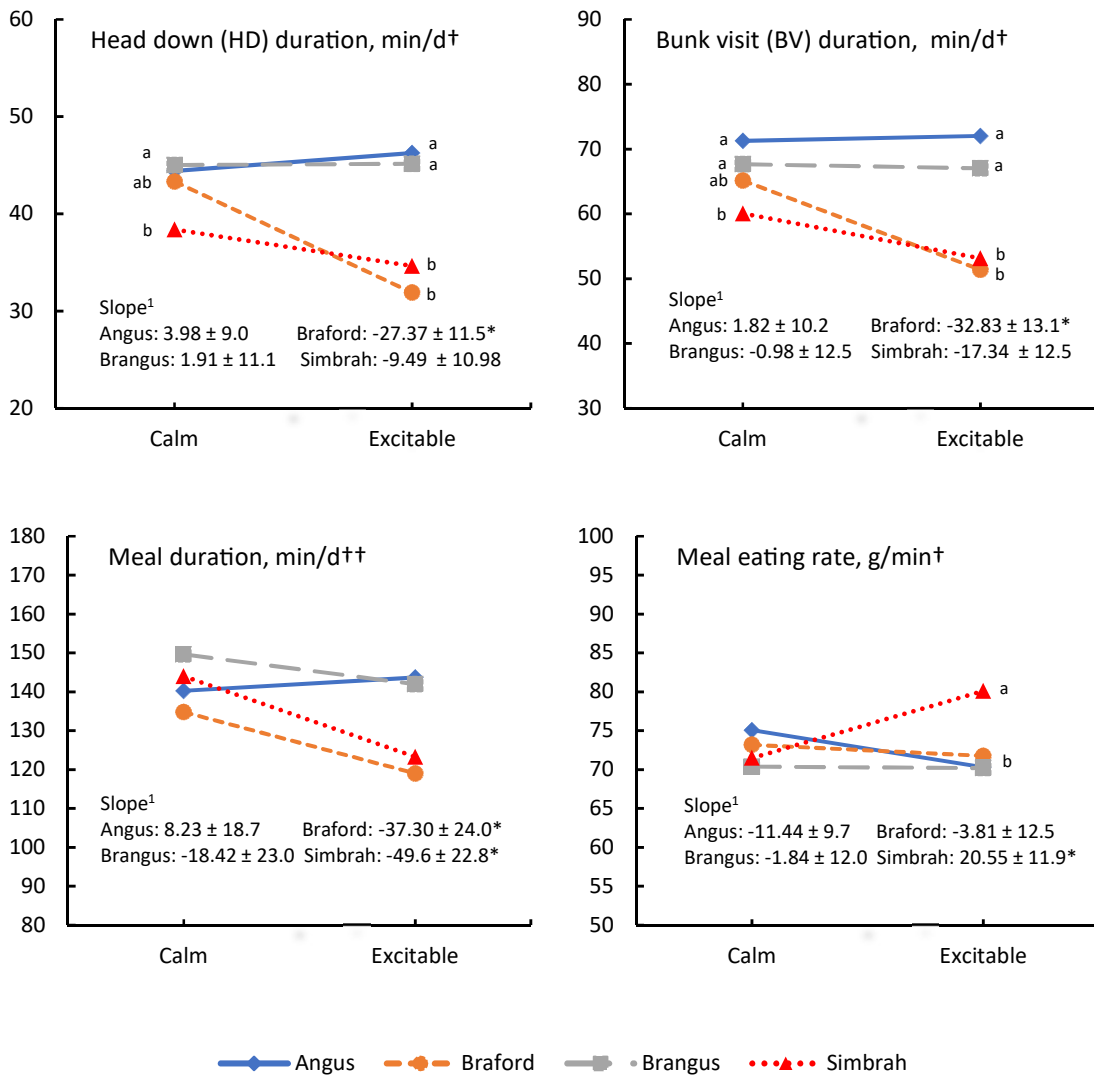 Head down (HD) duration, min/d†
60
50
40
30
20
a
ab
b
a
a
b
b
Slope¹
Angus: 3.98 ± 9.0 Braford: -27.37 ± 11.5*
Brangus: 1.91 ± 11.1 Simbrah: -9.49 ± 10.98
Calm Excitable
Bunk visit (BV) duration, min/d†
90
80
70
60
50
40
30
a
a
ab
b
a
a
b
b
Slope¹
Angus: 1.82 ± 10.2 Braford: -32.83 ± 13.1*
Brangus: -0.98 ± 12.5 Simbrah: -17.34 ± 12.5
Calm Excitable
Meal duration, min/d††
180
170
160
150
140
130
120
110
100
90
80
Slope¹
Angus: 8.23 ± 18.7 Braford: -37.30 ± 24.0*
Brangus: -18.42 ± 23.0 Simbrah: -49.6 ± 22.8*
Calm Excitable
Meal eating rate, g/min†
100
95
90
85
80
75
70
65
60
55
50
a
b
Slope¹
Angus: -11.44 ± 9.7 Braford: -3.81 ± 12.5
Brangus: -1.84 ± 12.0 Simbrah: 20.55 ± 11.9*
Calm Excitable
Angus Braford Brangus Simbrah